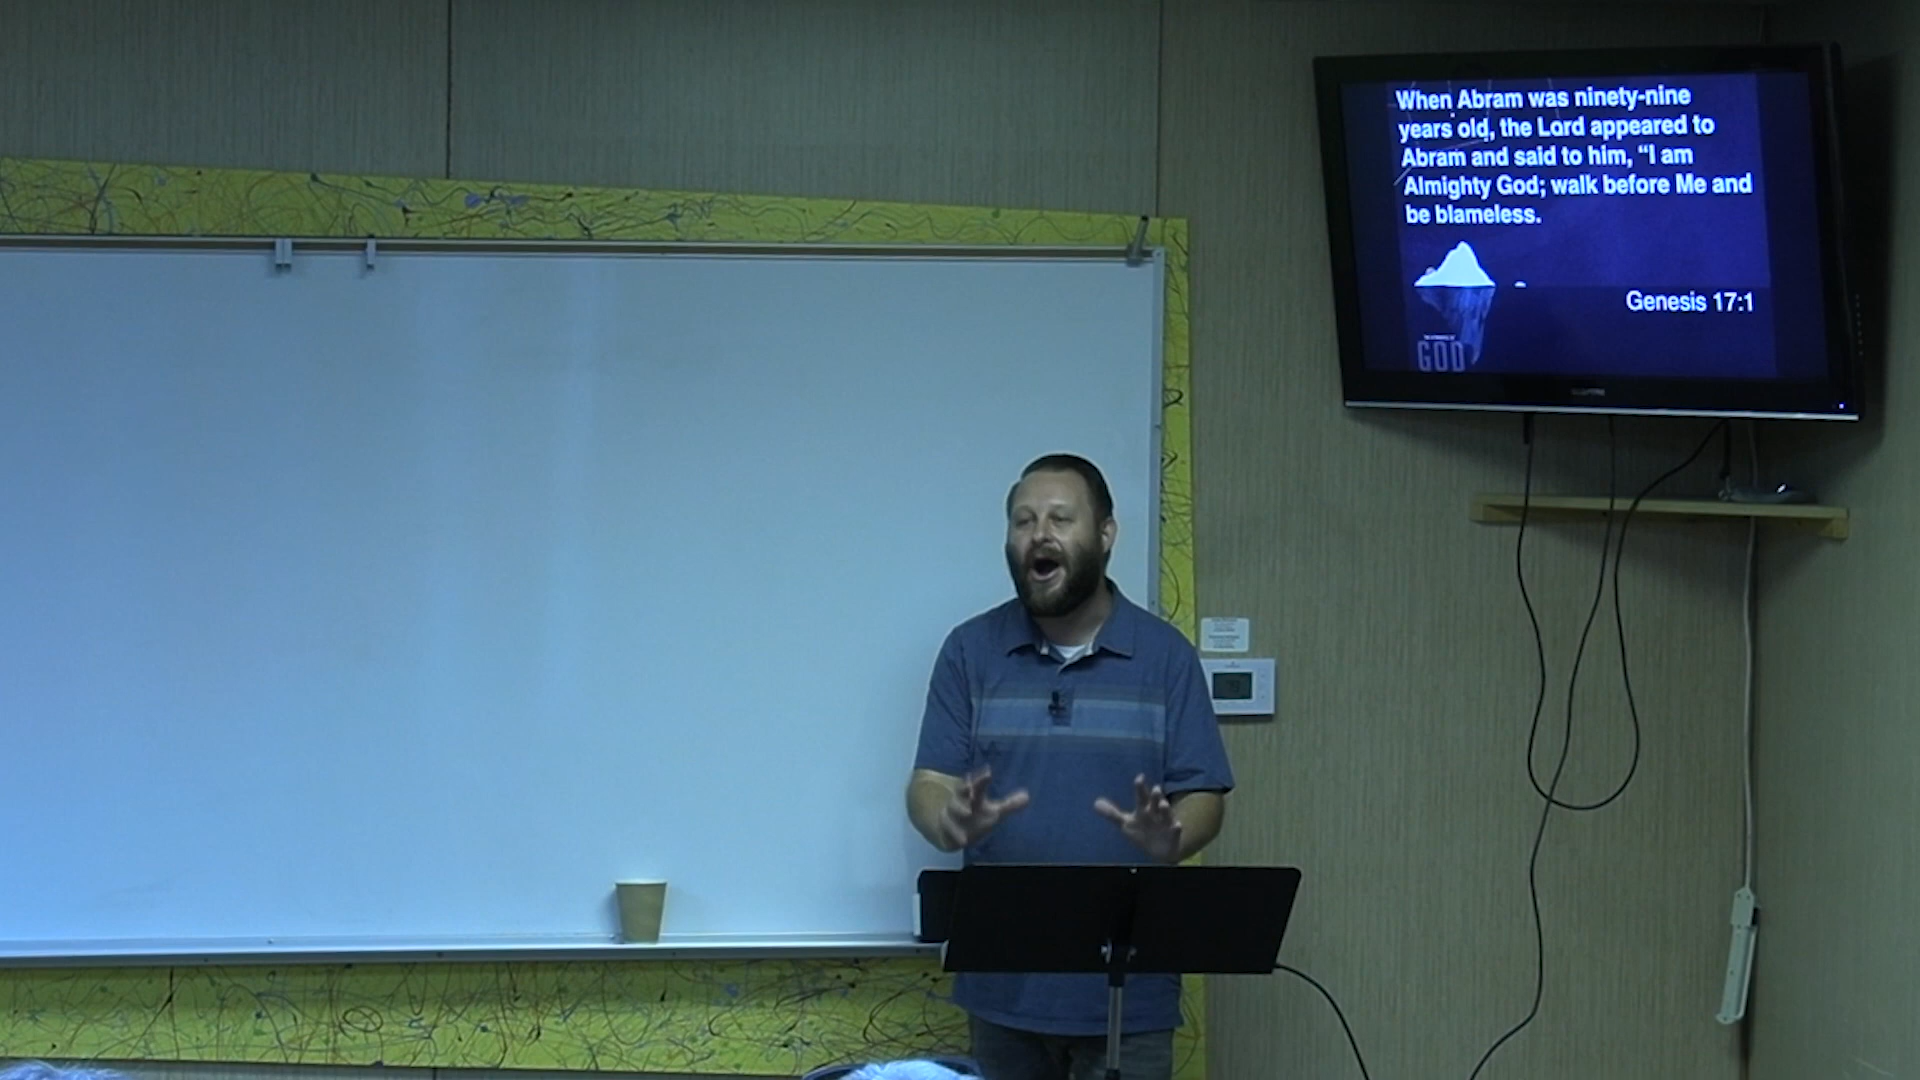 When Abram was ninety-nine
years old, the Lord appeared to
Abram and said to him, “I am
Almighty God; walk before Me and
be blameless.
Genesis 17:1
GOD